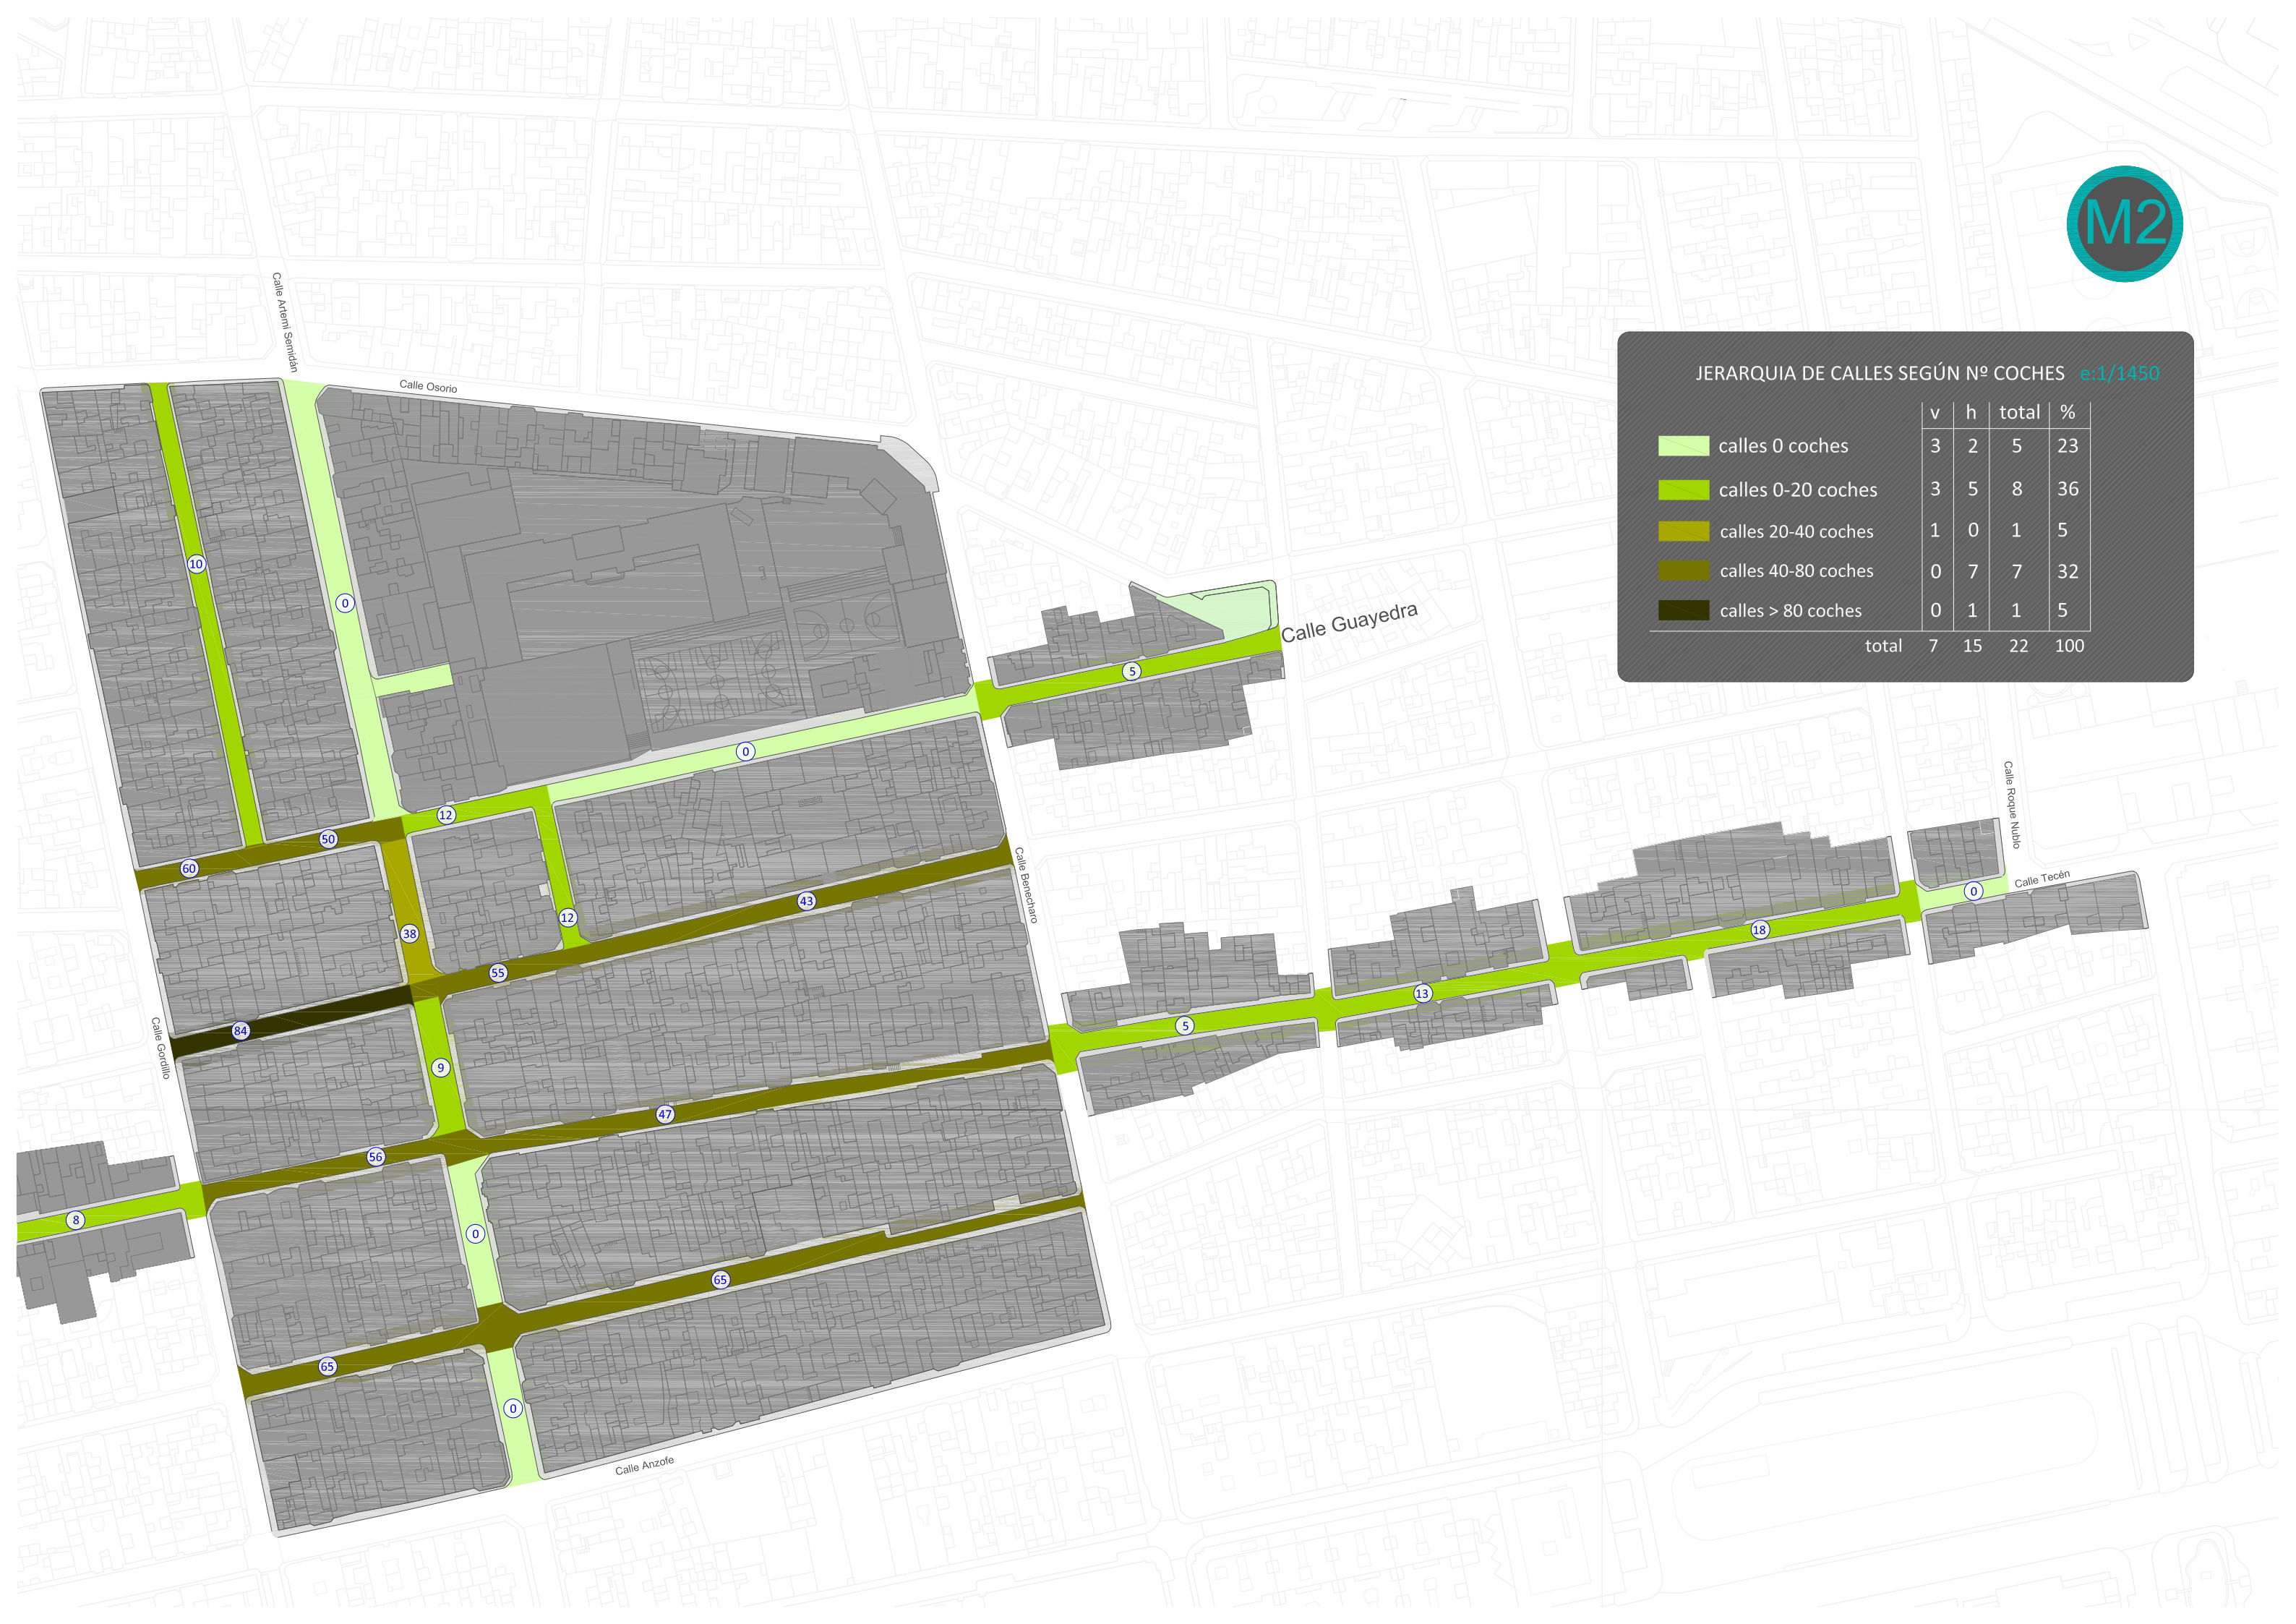 M2
JERARQUIA DE CALLES SEGÚN Nº COCHES e:1/1450
v h total %
calles 0 coches 3 2 5 23
calles 0-20 coches 3 5 8 36
calles 20-40 coches 1 0 1 5
calles 40-80 coches 0 7 7 32
calles > 80 coches 0 1 1 5
total 7 15 22 100
Calle Artemi Semidán
Calle Osorio
10
0
Calle Guayedra
5
0
12
50
60
Calle Benecharo
43
12
38
55
Calle Roque Nublo
Calle Tecén
0
18
13
5
Calle Gordillo
84
9
47
56
8
0
65
65
0
Calle Anzofe